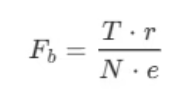 F_b = \frac{T \cdot r}{N \cdot e}